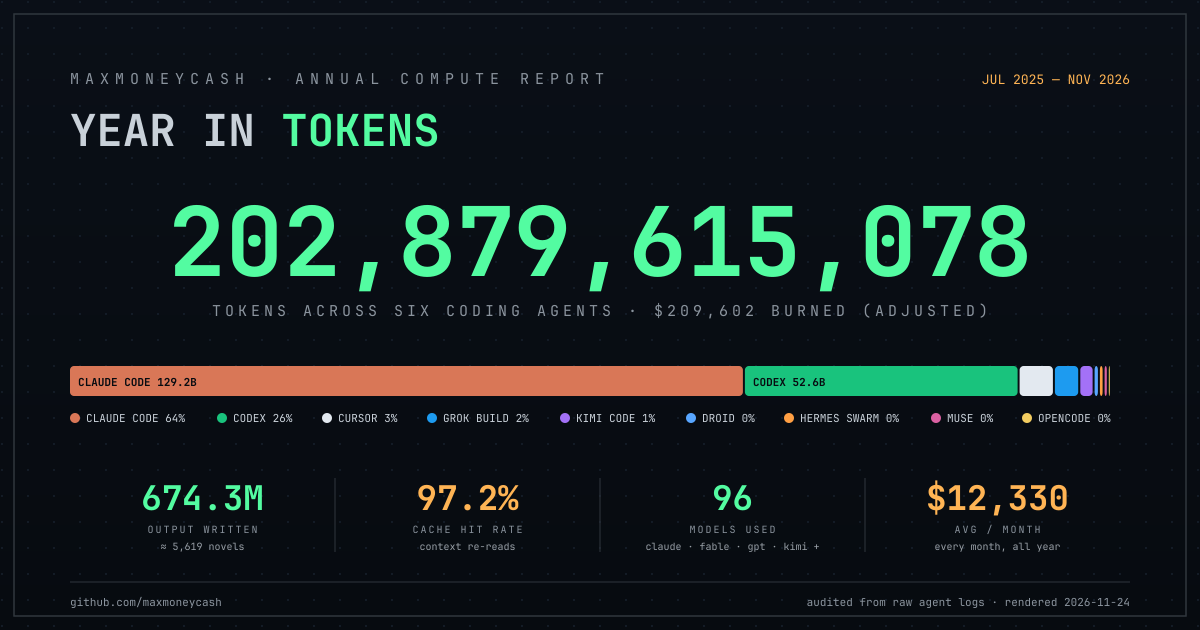 MAXMONEYCASH · ANNUAL COMPUTE REPORT
JUL 2025 — NOV 2026
YEAR IN TOKENS
202,879,615,078
TOKENS ACROSS SIX CODING AGENTS · $209,602 BURNED (ADJUSTED)
CLAUDE CODE 129.2B CODEX 52.6B
CLAUDE CODE 64% CODEX 26% CURSOR 3% GROK BUILD 2% KIMI CODE 1% DROID 0% HERMES SWARM 0% MUSE 0% OPENCODE 0%
674.3M 97.2% 96 $12,330
OUTPUT WRITTEN CACHE HIT RATE MODELS USED AVG / MONTH
≈ 5,619 novels context re-reads claude · fable · gpt · kimi + every month, all year
github.com/maxmoneycash audited from raw agent logs · rendered 2026-11-24